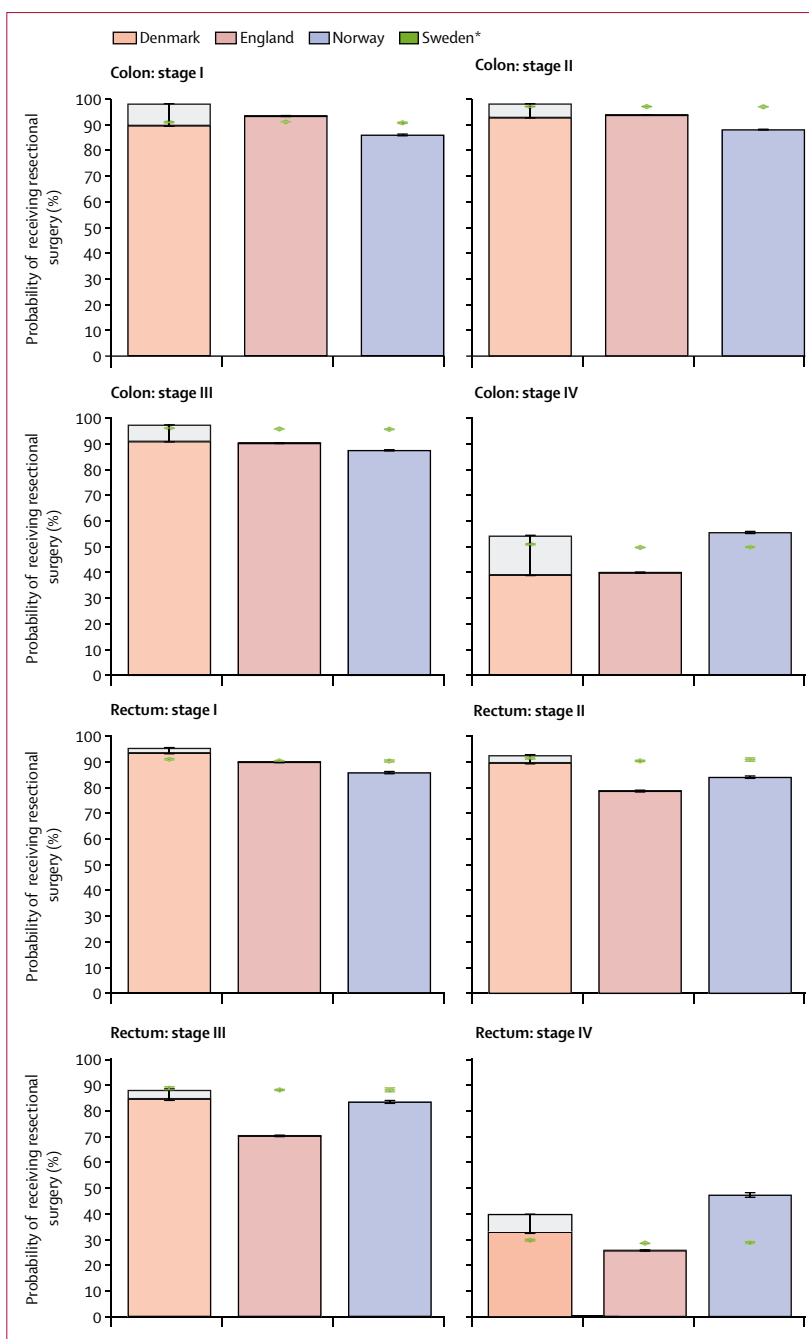 Denmark England Norway Sweden*
Colon: stage I
Colon: stage II
Probability of receiving resectional
surgery (%)
100
90
80
70
60
50
40
30
20
10
0
Colon: stage III
Colon: stage IV
Probability of receiving resectional
surgery (%)
100
90
80
70
60
50
40
30
20
10
0
Rectum: stage I
Rectum: stage II
Probability of receiving resectional
surgery (%)
100
90
80
70
60
50
40
30
20
10
0
Rectum: stage III
Rectum: stage IV
Probability of receiving resectional
surgery (%)
100
90
80
70
60
50
40
30
20
10
0